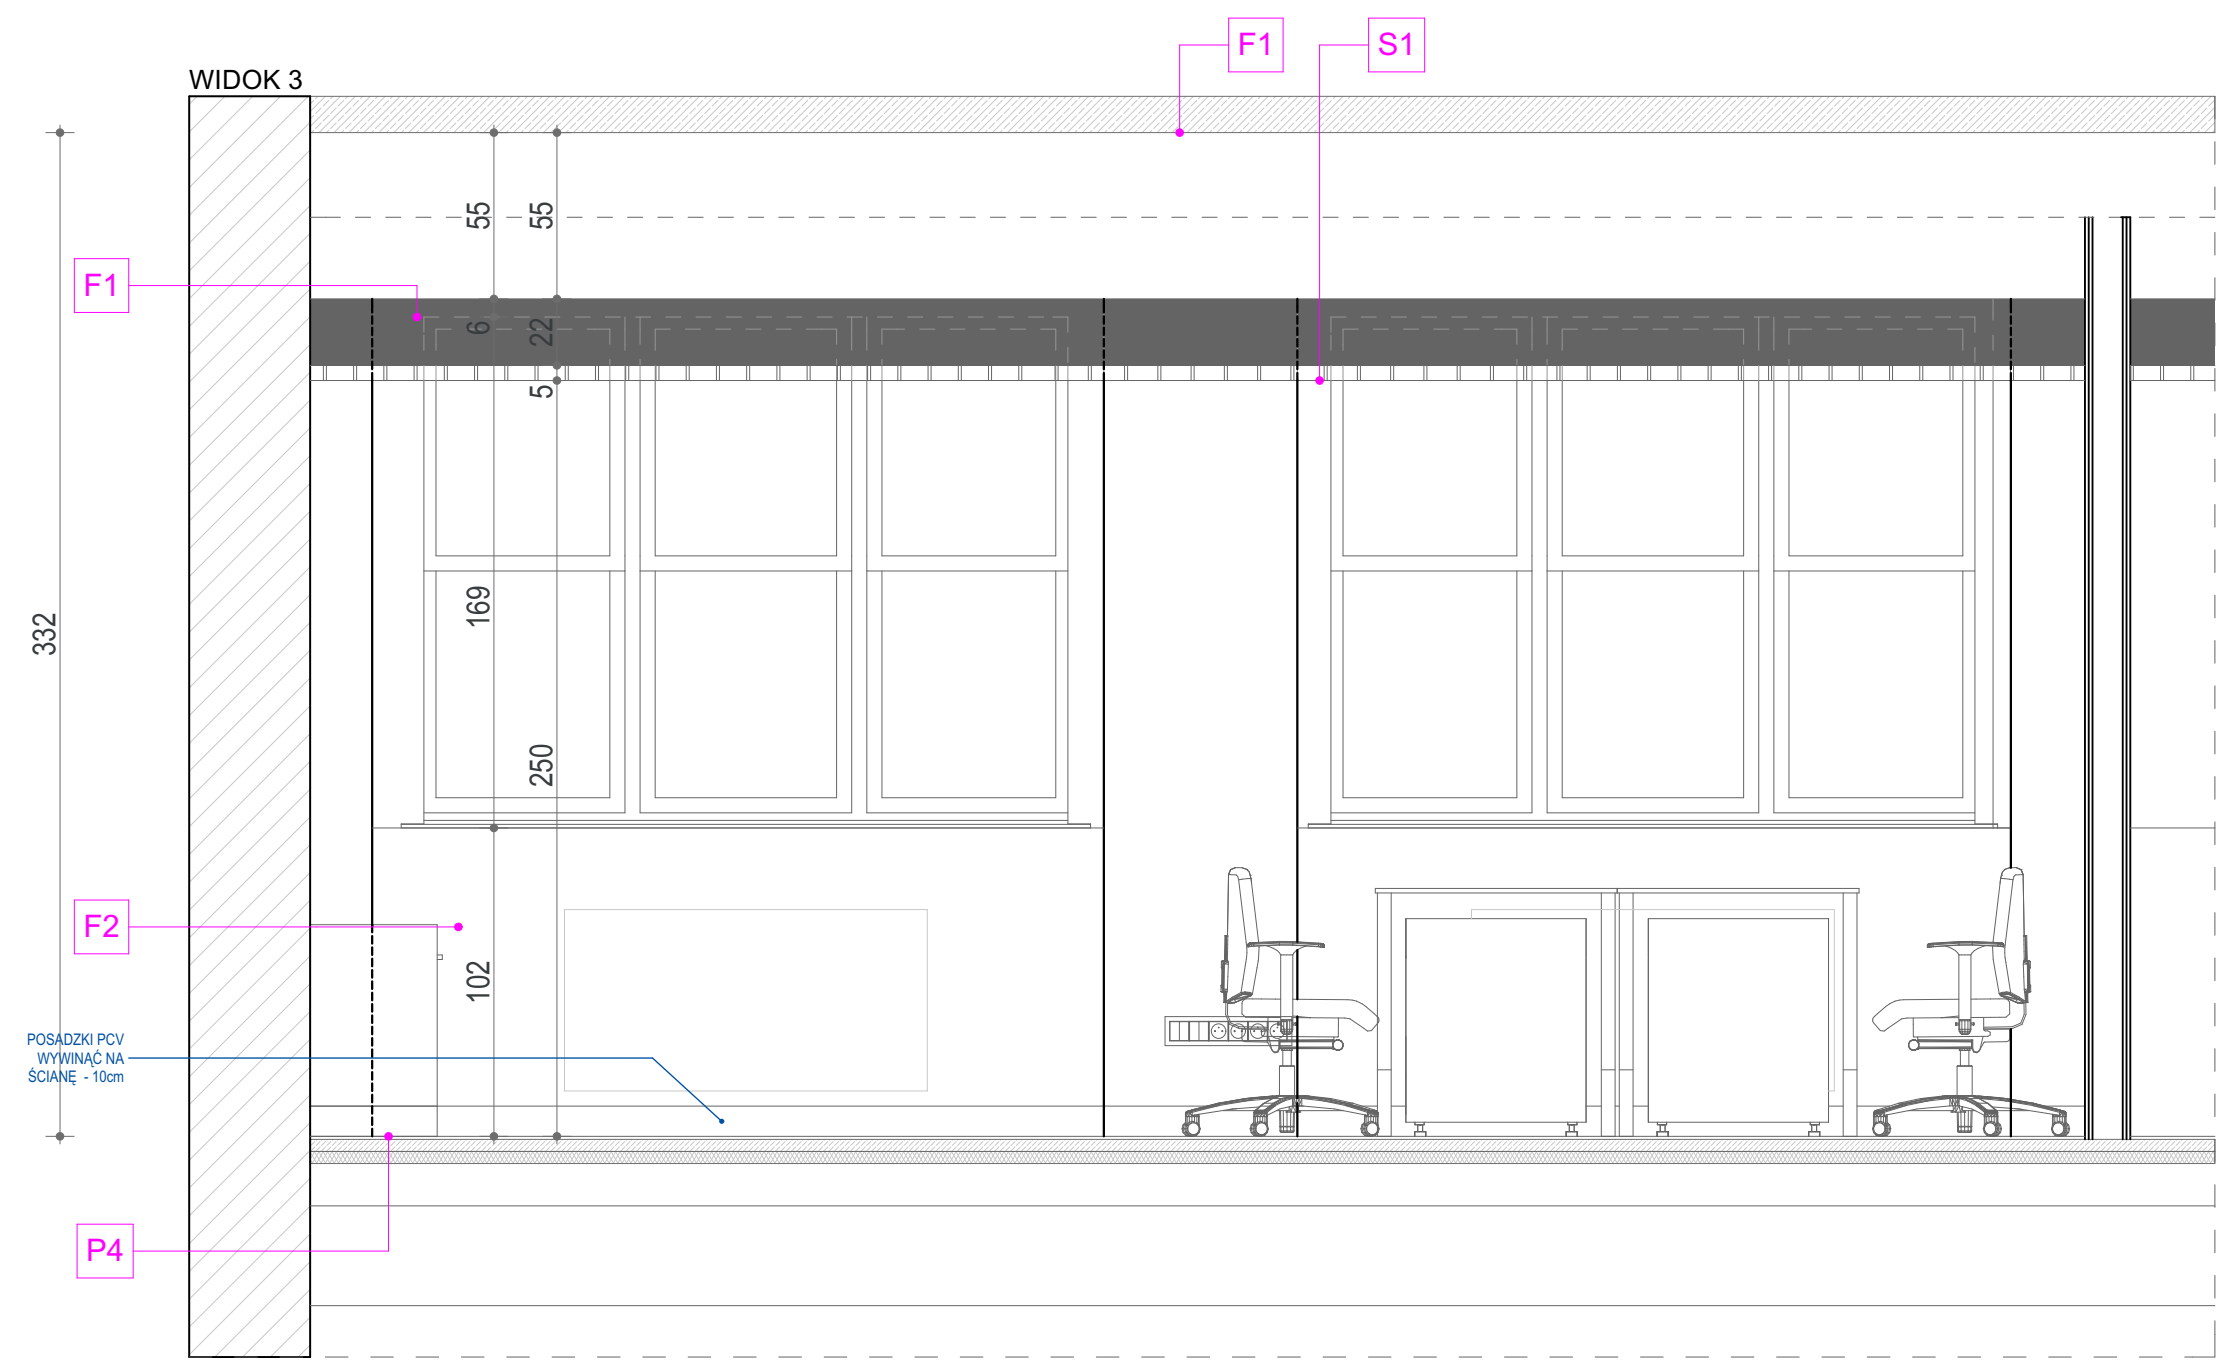 F1
S1
WIDOK 3
55
55
F1
6
22
5
169
332
250
F2
102
POSADZKI PCV
WYWINĄĆ NA
ŚCIANĘ - 10cm
P4